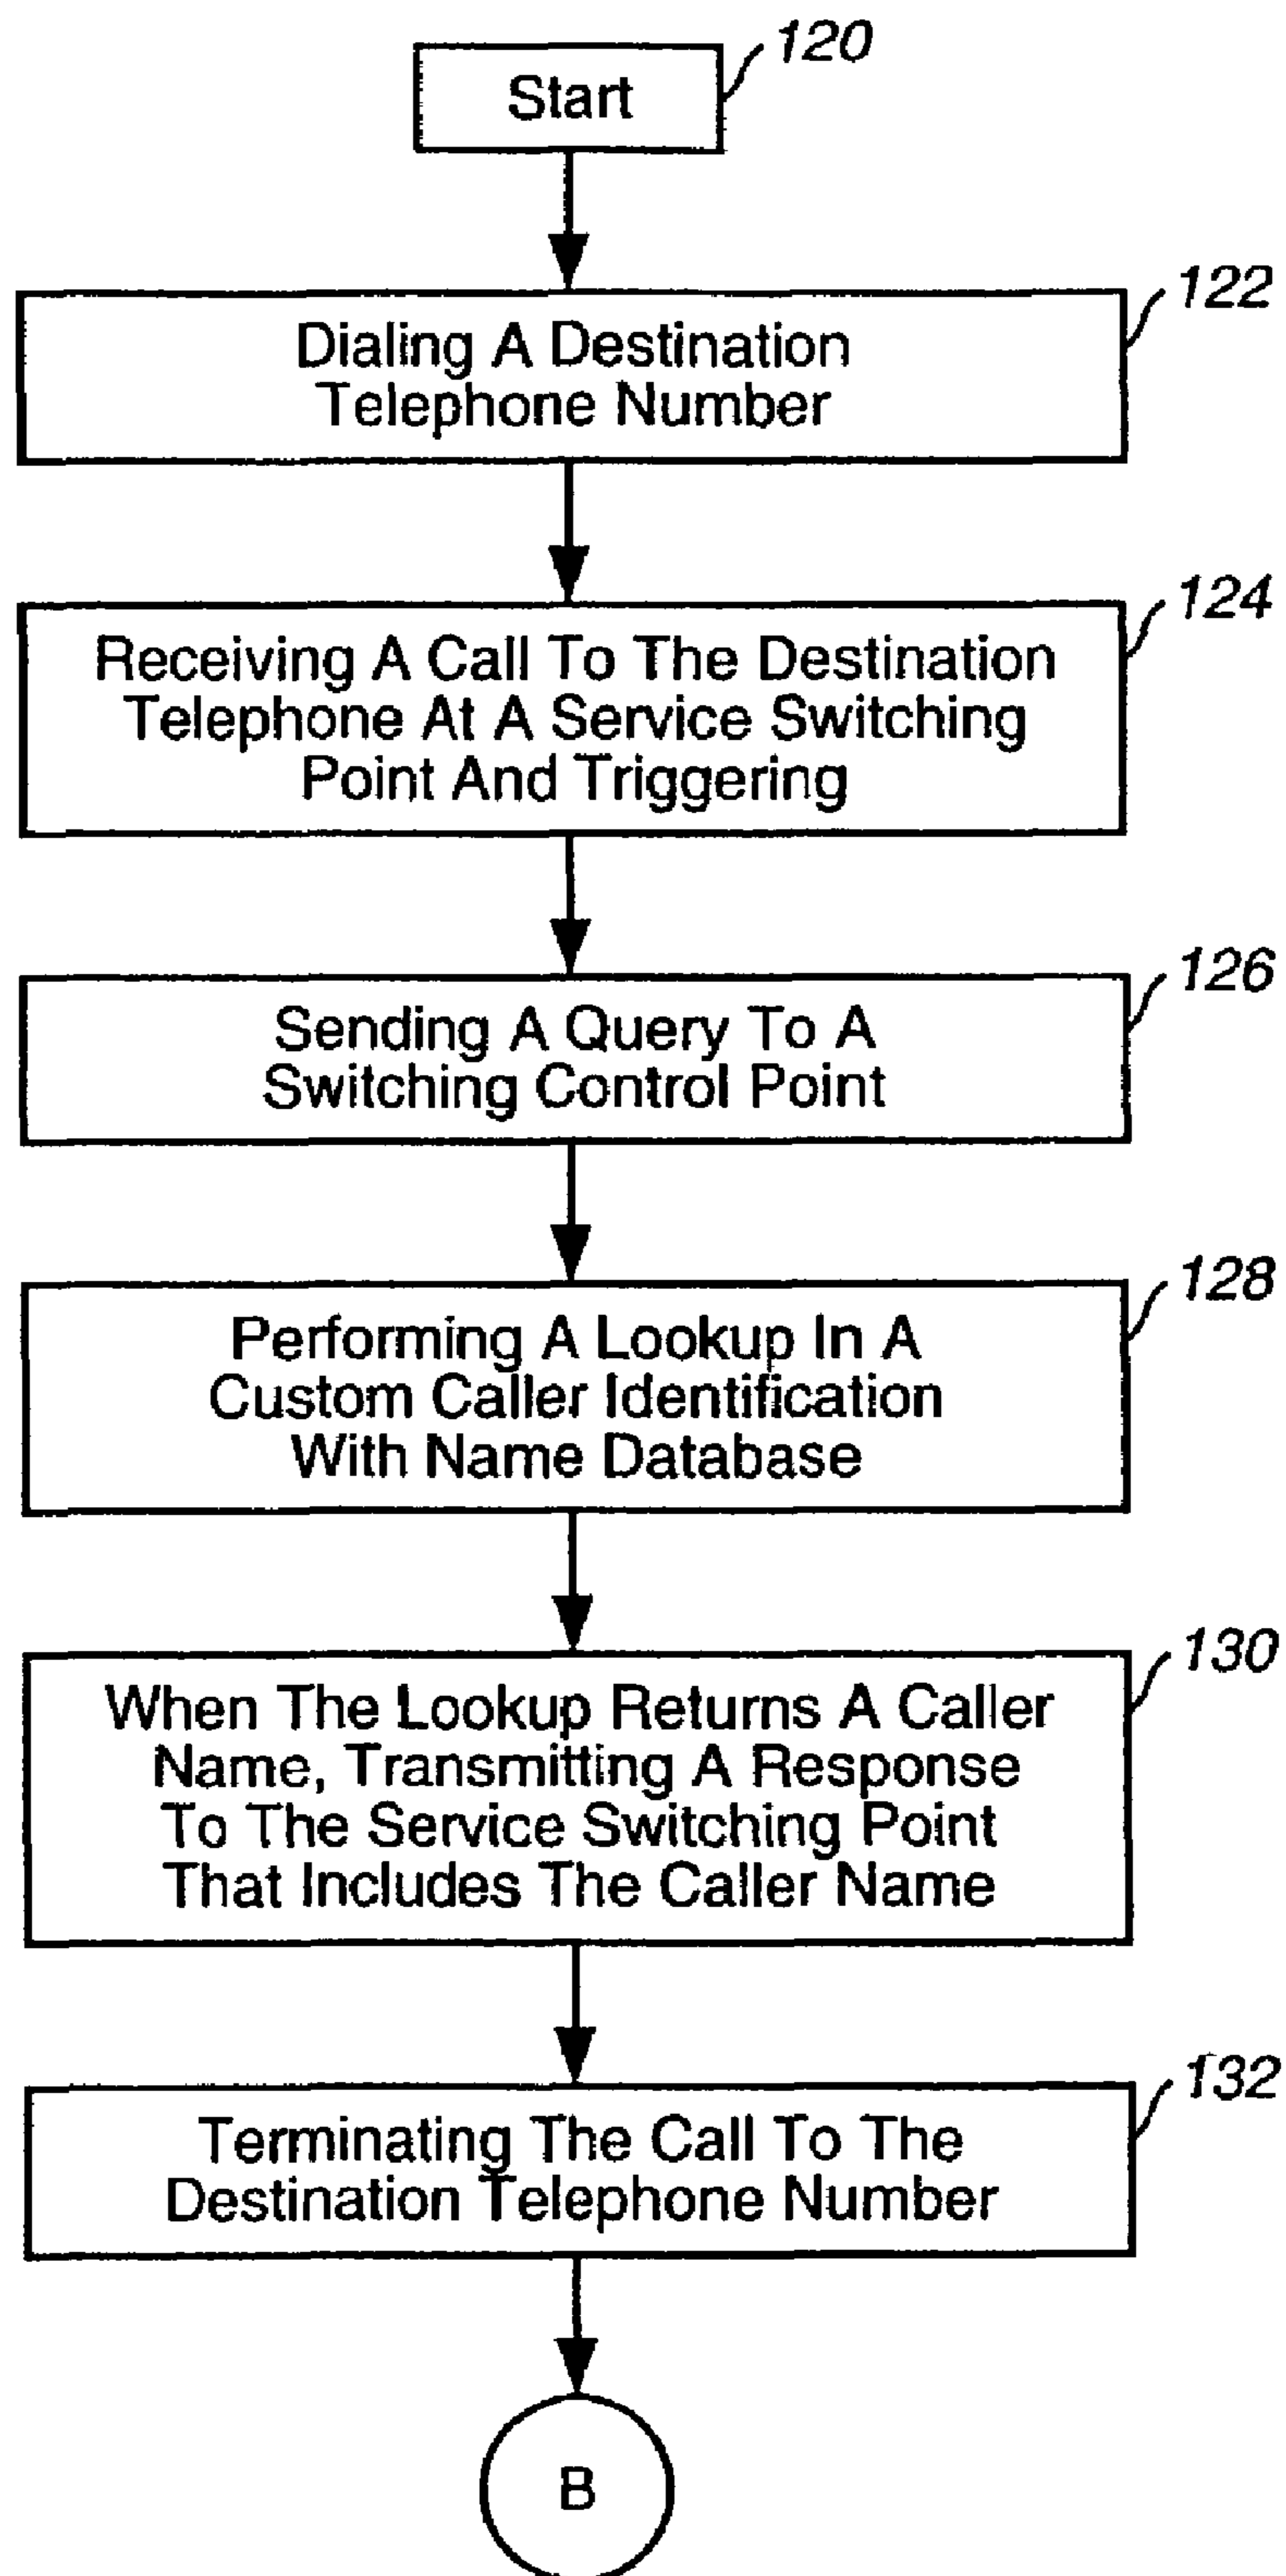 Start
120
Dialing A Destination
Telephone Number
122
Receiving A Call To The Destination
Telephone At A Service Switching
Point And Triggering
124
Sending A Query To A
Switching Control Point
126
Performing A Lookup In A
Custom Caller Identification
With Name Database
128
When The Lookup Returns A Caller
Name, Transmitting A Response
To The Service Switching Point
That Includes The Caller Name
130
Terminating The Call To The
Destination Telephone Number
132
B